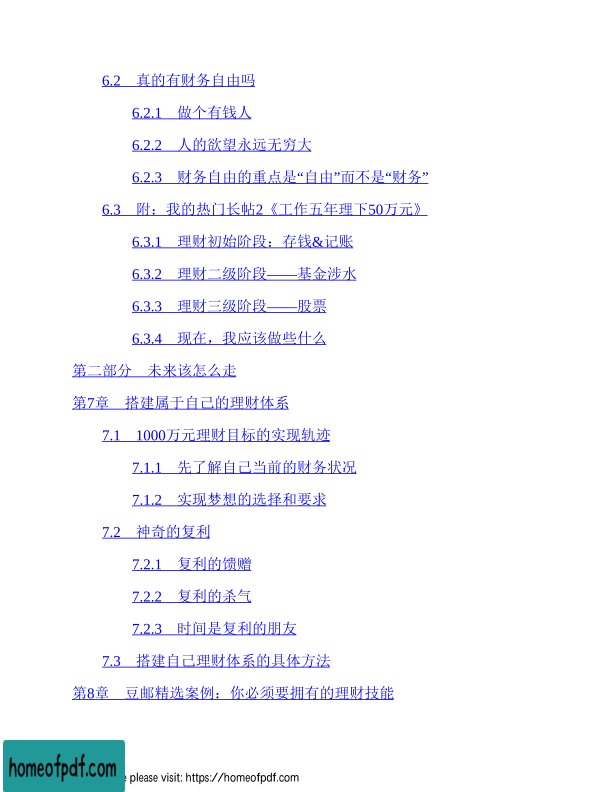 6.2　真的有财务自由吗
6.2.1　做个有钱人
6.2.2　人的欲望永远无穷大
6.2.3　财务自由的重点是“自由”而不是“财务”
6.3　附：我的热门长帖2《工作五年理下50万元》
6.3.1　理财初始阶段：存钱&记账
6.3.2　理财二级阶段——基金涉水
6.3.3　理财三级阶段——股票
6.3.4　现在，我应该做些什么
第二部分　未来该怎么走
第7章　搭建属于自己的理财体系
7.1　1000万元理财目标的实现轨迹
7.1.1　先了解自己当前的财务状况
7.1.2　实现梦想的选择和要求
7.2　神奇的复利
7.2.1　复利的馈赠
7.2.2　复利的杀气
7.2.3　时间是复利的朋友
7.3　搭建自己理财体系的具体方法
第8章　豆邮精选案例：你必须要拥有的理财技能
homeofpdf.com
please visit: https://homeofpdf.com